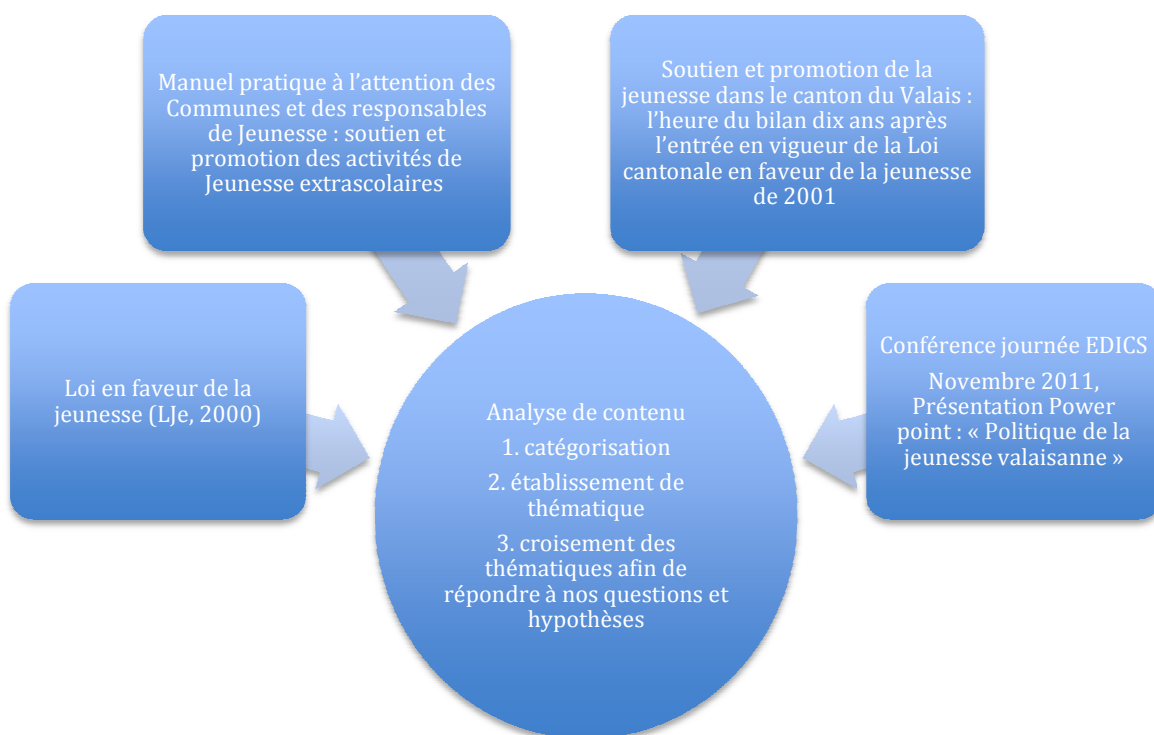 Manuel pratique à l’attention des
Communes et des responsables
de Jeunesse : soutien et
promotion des activités de
Jeunesse extrascolaires
Soutien et promotion de la
jeunesse dans le canton du Valais :
l’heure du bilan dix ans après
l’entrée en vigueur de la Loi
cantonale en faveur de la jeunesse
de 2001
Loi en faveur de la
jeunesse (LJe, 2000)
Analyse de contenu
1. catégorisation
2. établissement de
thématique
3. croisement des
thématiques afin de
répondre à nos questions et
hypothèses
Conférence journée EDICS
Novembre 2011,
Présentation Power
point : « Politique de la
jeunesse valaisanne »